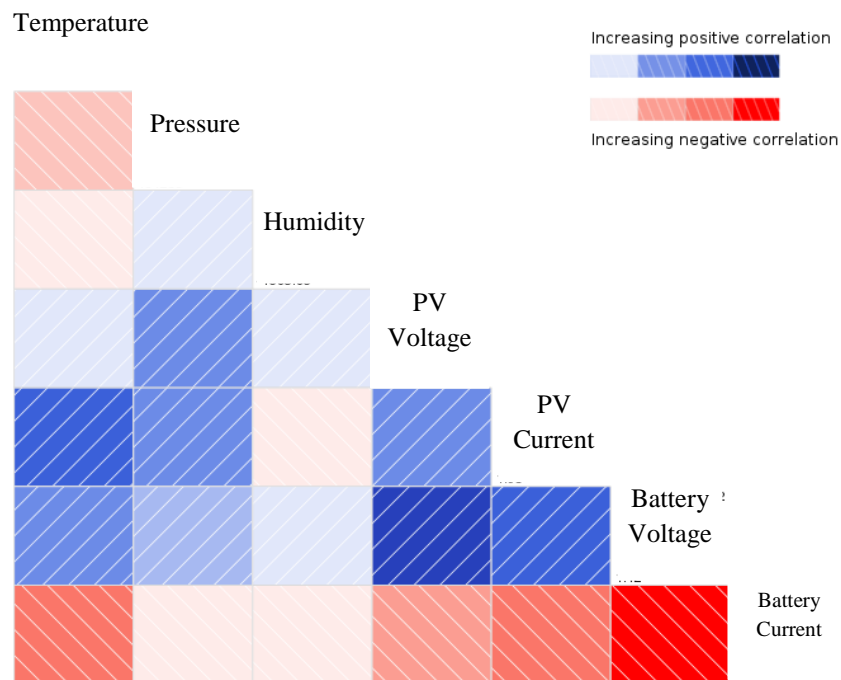 Temperature
Increasing positive correlation
Increasing negative correlation
Pressure
Humidity
PV
Voltage
PV
Current
Battery
Voltage
Battery
Current